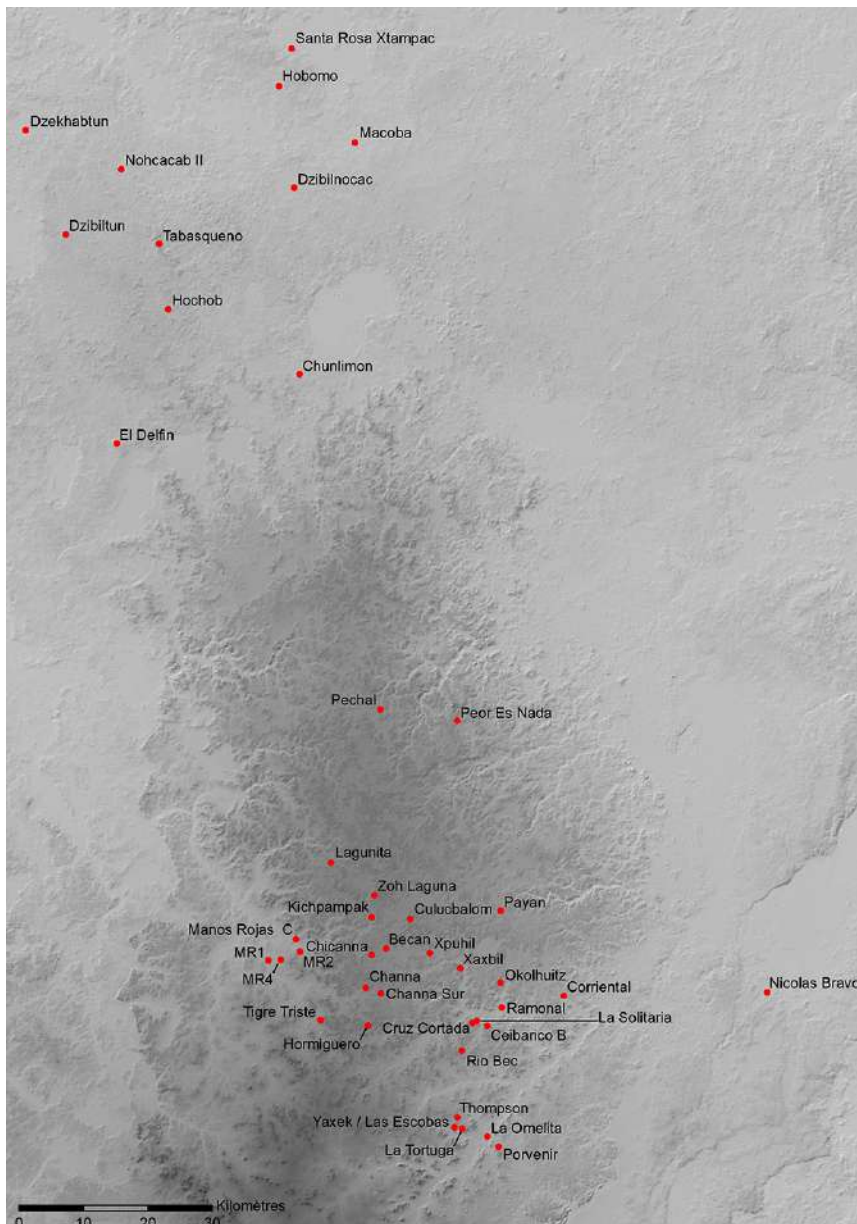 Santa Rosa Xtampac
Hobomo
Dzekhabtun
Macoba
Nohcacab II
Dzibilnocac
Dzibiltun
Tabasqueno
Hochob
Chunlimon
El Delfin
Pechal
Peor Es Nada
Lagunita
Zoh Laguna
Kichpampak
Culucbalom
Payan
Manos Rojas C
Chicanna
Becan
Xpuhil
MR1
MR2
MR4
Xaxbil
Channa
Okolhuitz
Channa Sur
Corriental
Nicolas Bravo
Tigre Triste
Ramonal
La Solitaria
Cruz Cortada
Ceibarico B
Hormiguero
Rio Bec
Thompson
Yaxek / Las Escobas
La Omelita
La Tortuga
Porvenir
Kilomètres
0 10 20 30